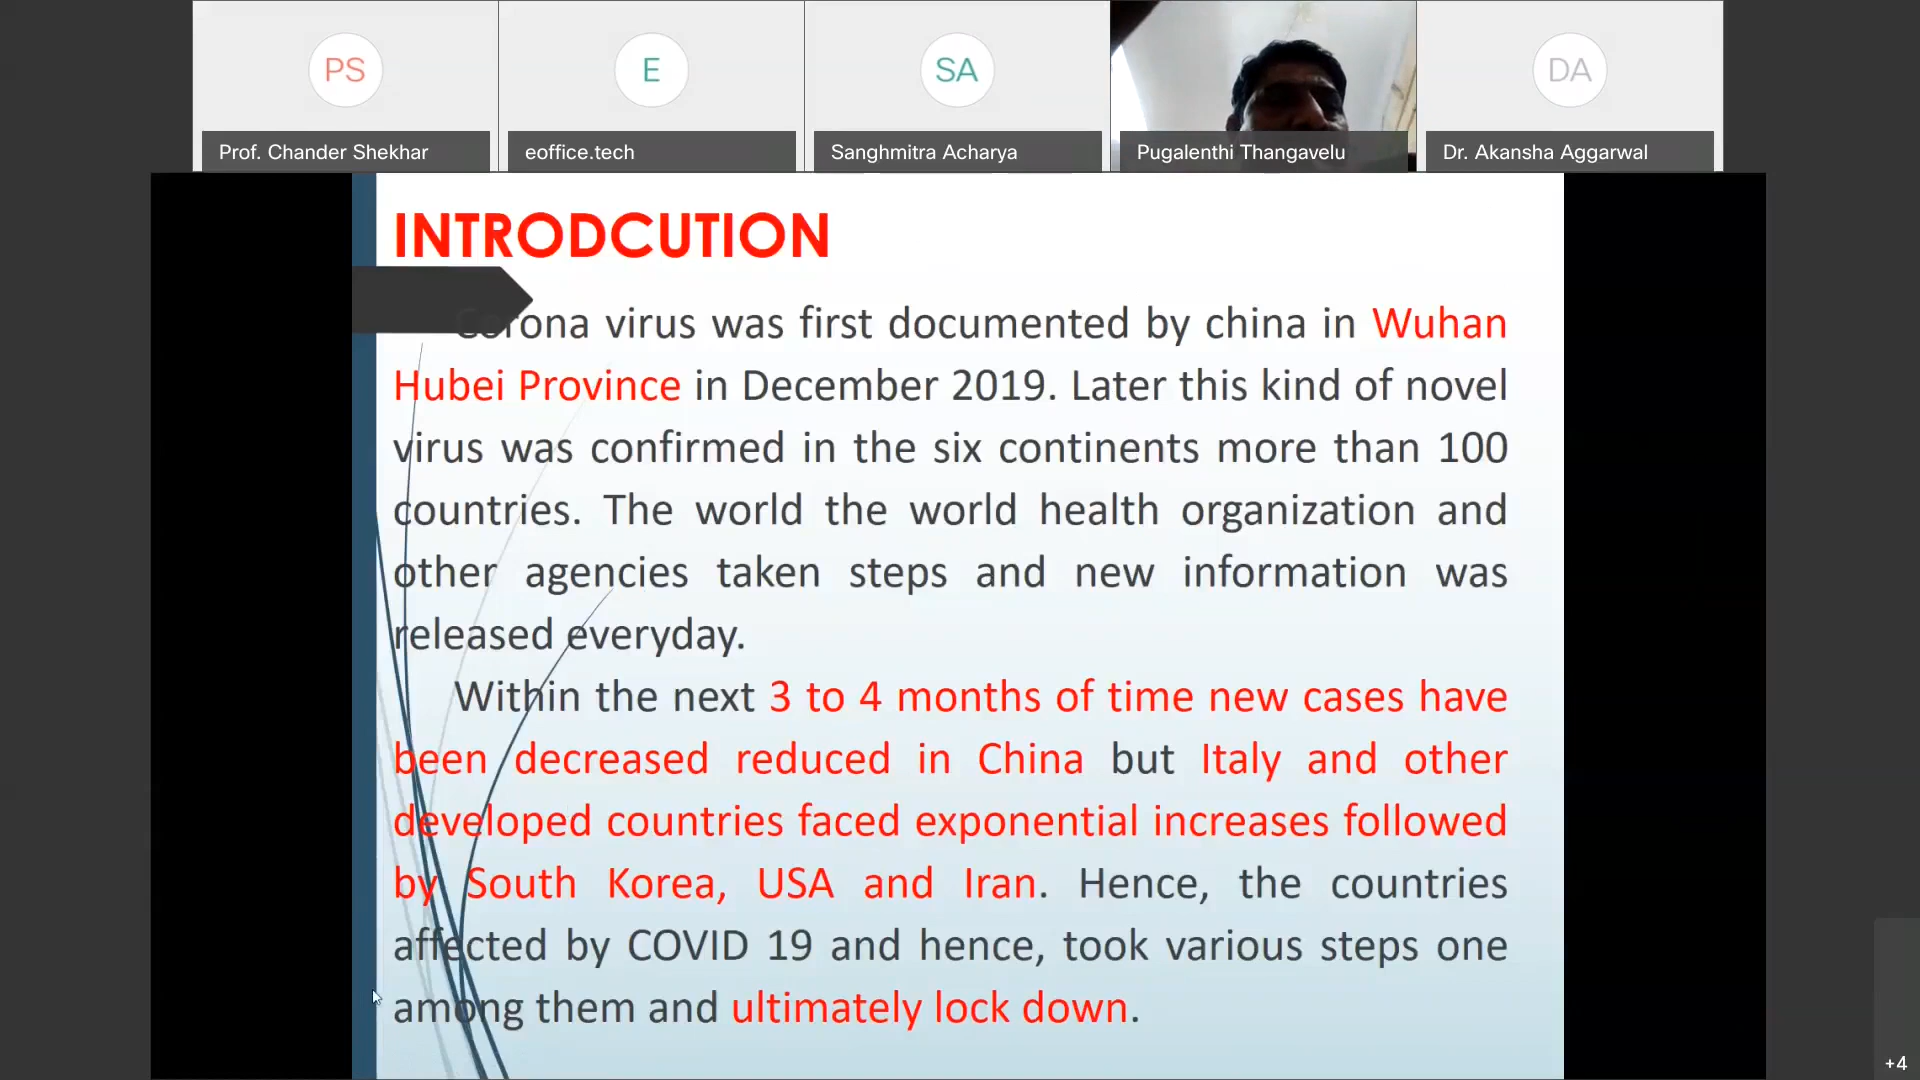 PS
E
SA
DA
Prof. Chander Shekhar
eoffice.tech
Sanghmitra Acharya
Pugalenthi Thangavelu
Dr. Akansha Aggarwal
INTRODCUTION
Corona virus was first documented by china in Wuhan
Hubei Province in December 2019. Later this kind of novel
virus was confirmed in the six continents more than 100
countries. The world the world health organization and
other agencies taken steps and new information was
released everyday.
Within the next 3 to 4 months of time new cases have
been decreased reduced in China but Italy and other
developed countries faced exponential increases followed
by South Korea, USA and Iran. Hence, the countries
affected by COVID 19 and hence, took various steps one
among them and ultimately lock down.
+4